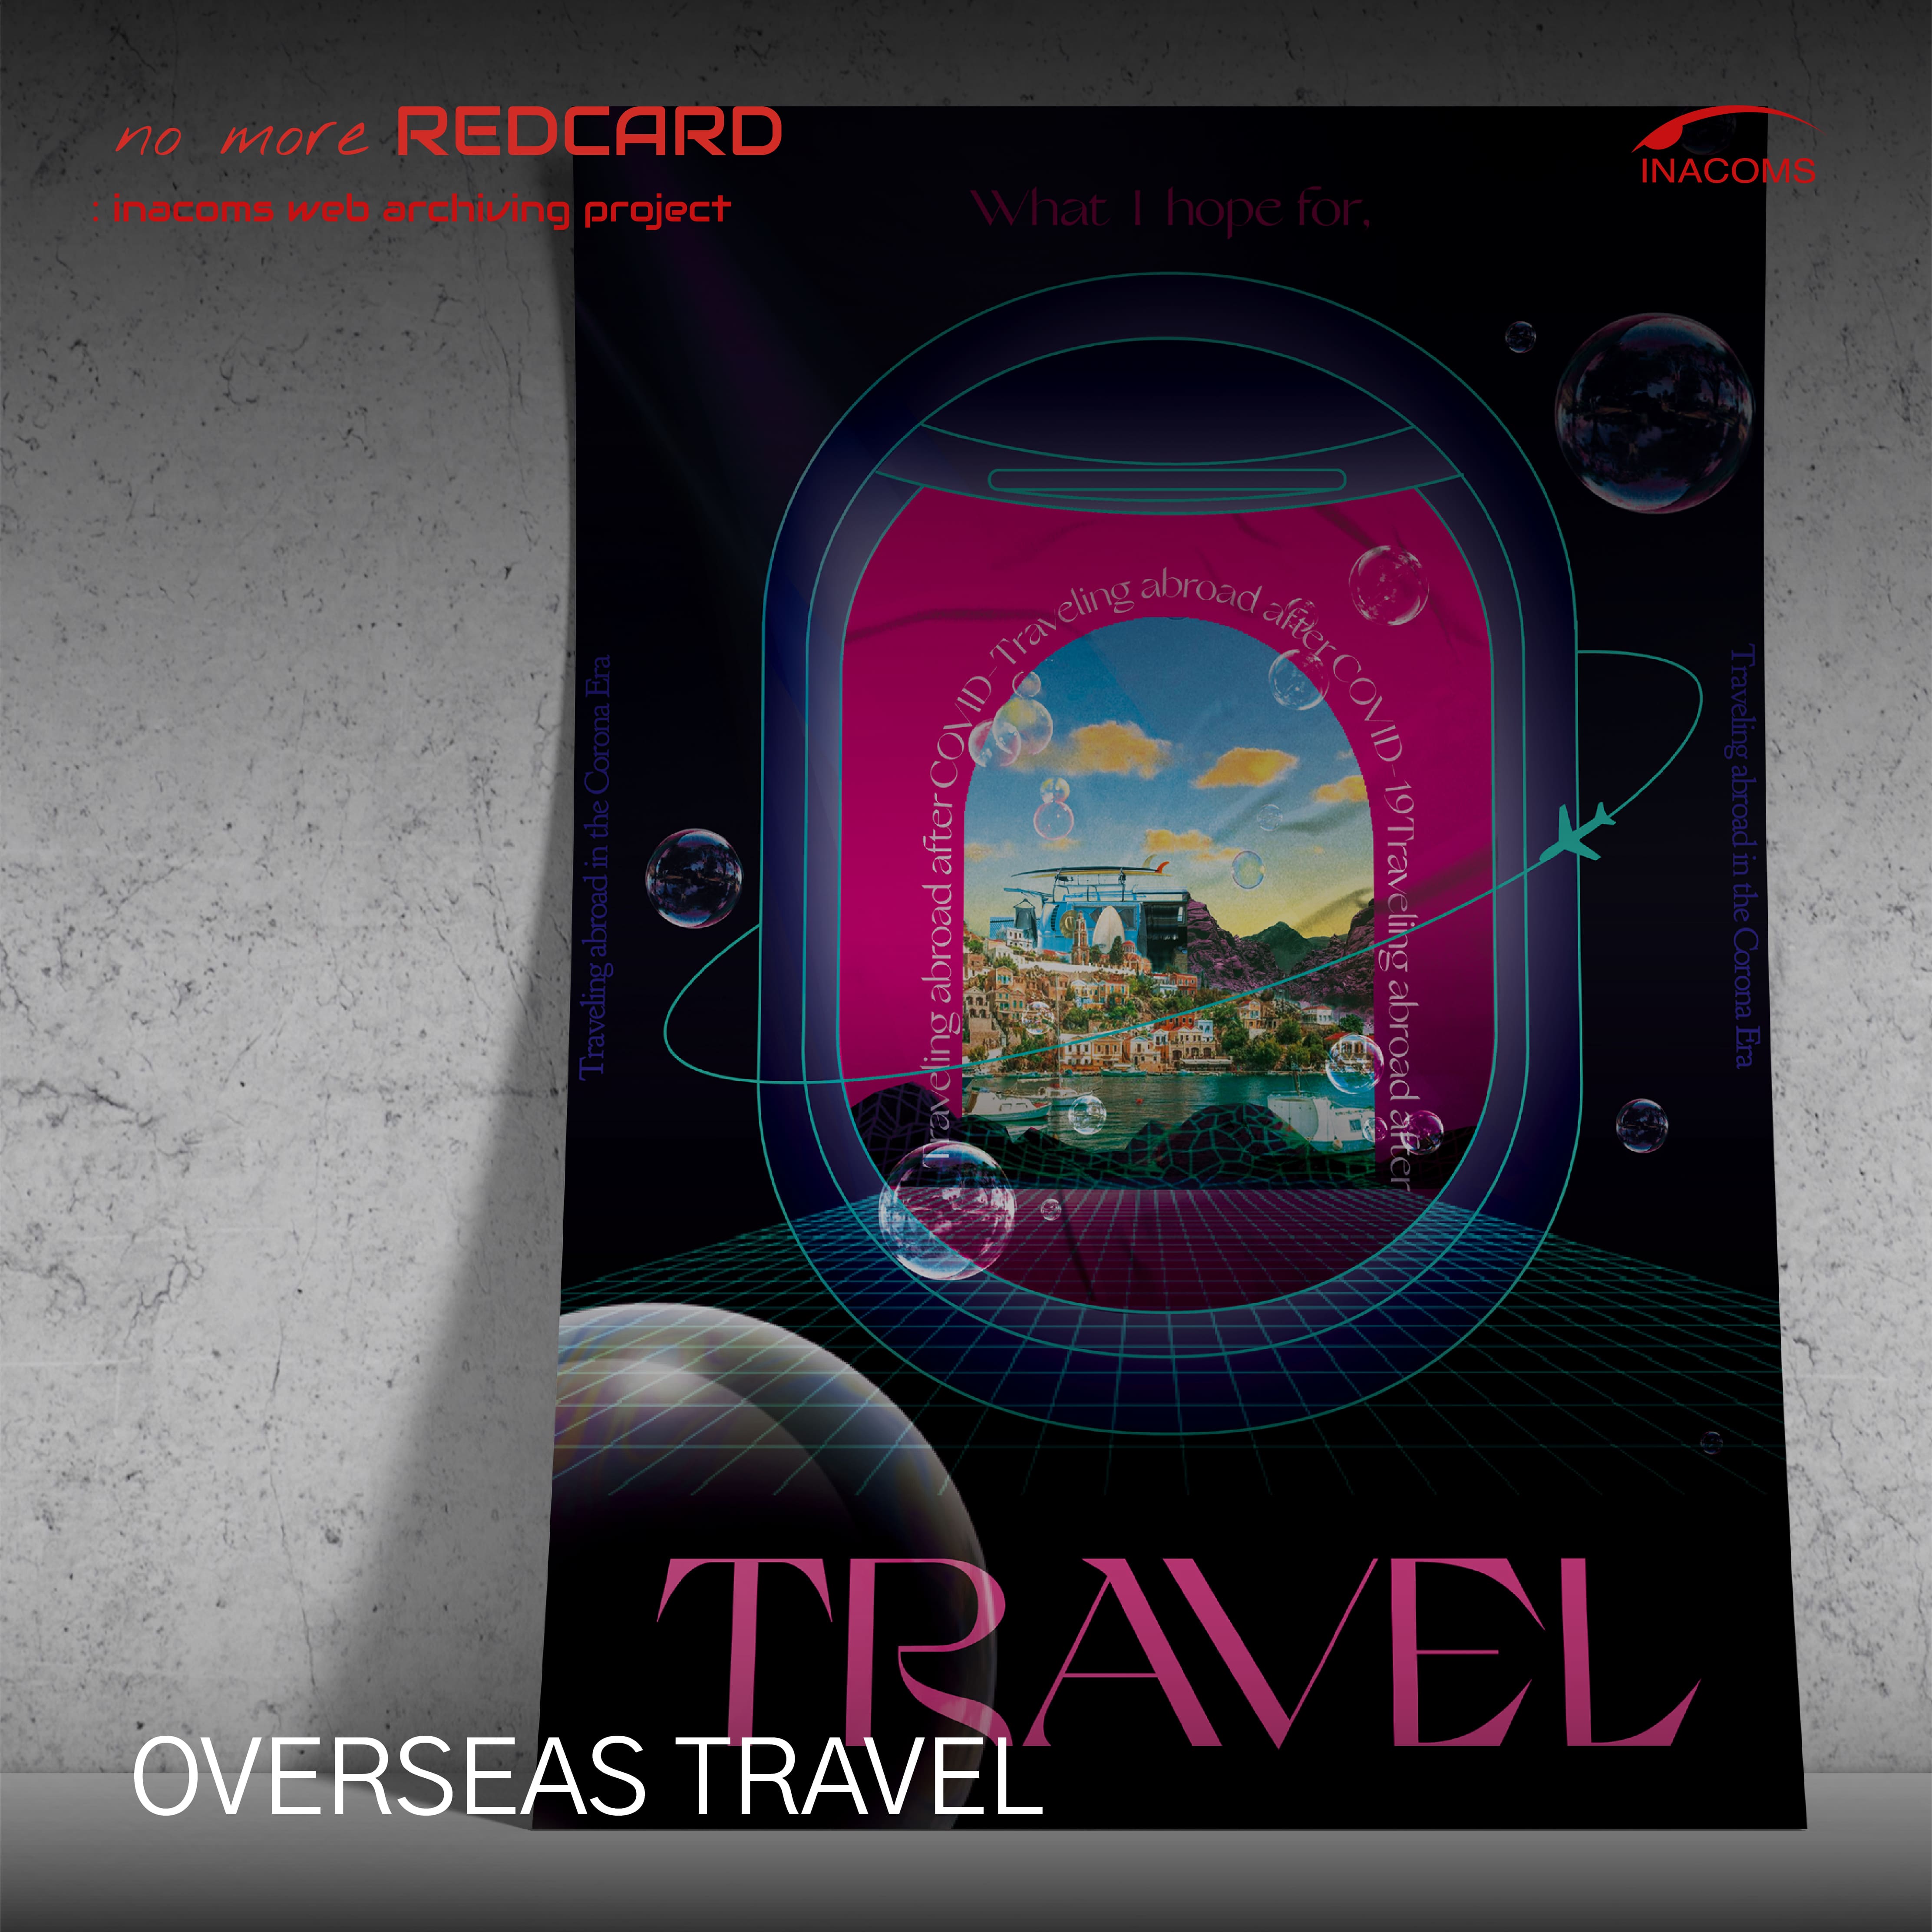 no more REDCARD
: inacoms web archiving project
INACOMS
What I hope for,
Traveling abroad after COVID-Traveling abroad after COVID-19Traveling abroad after
Traveling abroad in the Corona Era
Traveling abroad in the Corona Era
TRAVEL
OVERSEAS TRAVEL